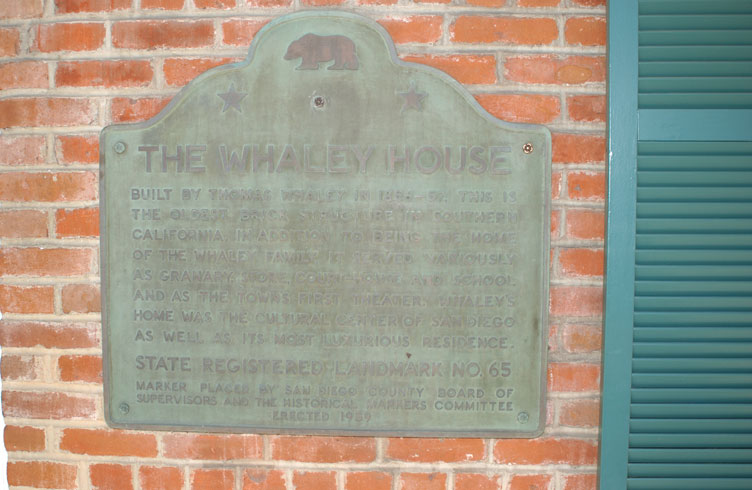 THE WHALEY HOUSE
BUILT BY THOMAS WHALEY IN THIS IS
THE OLDEST BRICK STRUCTURE IN SOUTHERN
CALIFORNIA. IN ADDITION TO BEING THE HOME
OF THE WHALEY FAMILY IT SERVED VARIOUSLY
AS GRANARY, STORE, COURT HOUSE AND SCHOOL
AND AS THE TOWN'S FIRST THEATER. WHALEY'S
HOME WAS THE CULTURAL CENTER OF SAN DIEGO
AS WELL AS ITS MOST LUXURIOUS RESIDENCE.
STATE REGISTERED LANDMARK NO. 65
MARKER PLACED BY SAN DIEGO COUNTY BOARD OF
SUPERVISORS AND THE HISTORICAL MARKERS COMMITTEE
ERECTED 1959